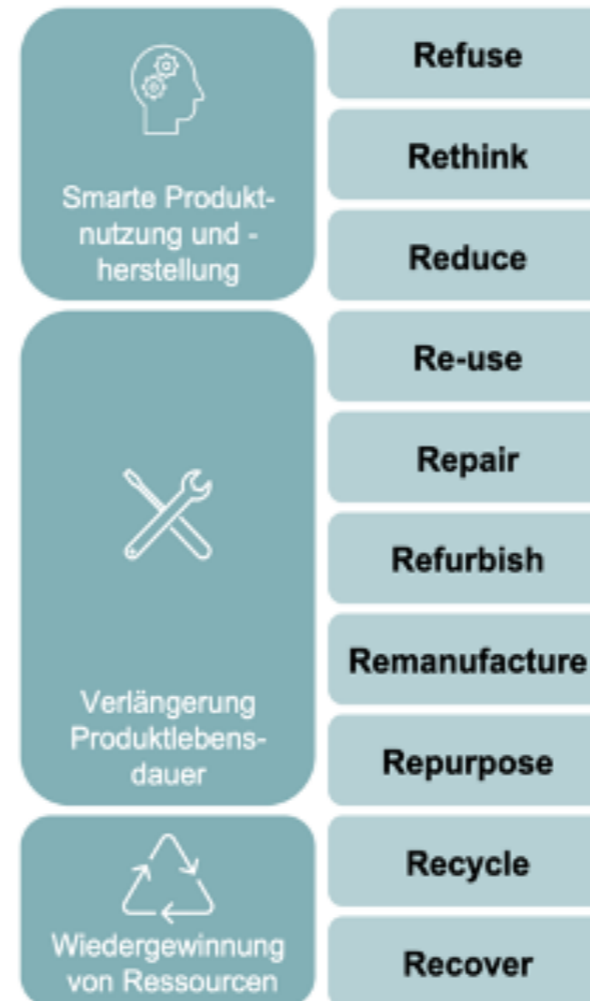 Smarte Produkt-
nutzung und -
herstellung
Refuse
Rethink
Reduce
Verlängerung
Produktlebens-
dauer
Re-use
Repair
Refurbish
Remanufacture
Repurpose
Wiedergewinnung
von Ressourcen
Recycle
Recover